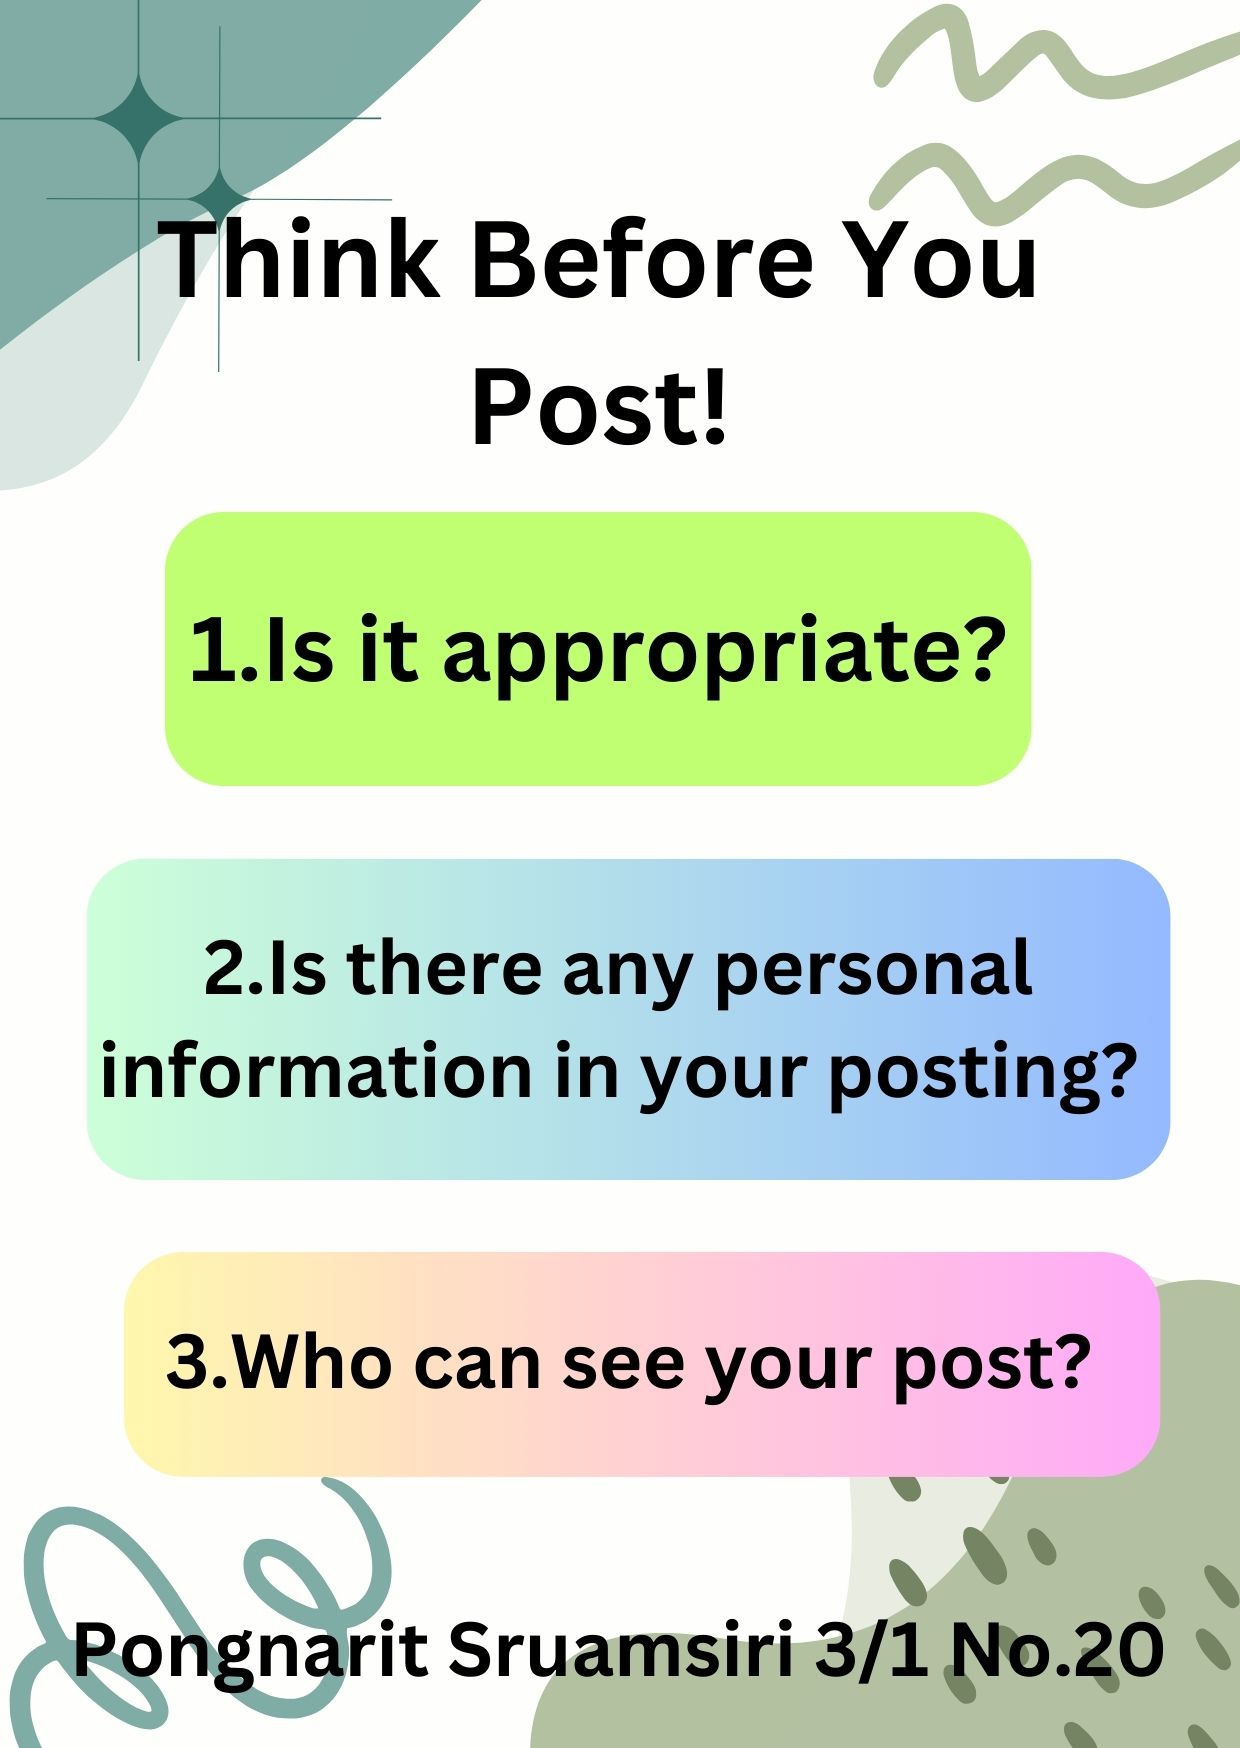 Think Before You
Post!
1.Is it appropriate?
2.Is there any personal
information in your posting?
3.Who can see your post?
Pongnarit Sruamsiri 3/1 No.20